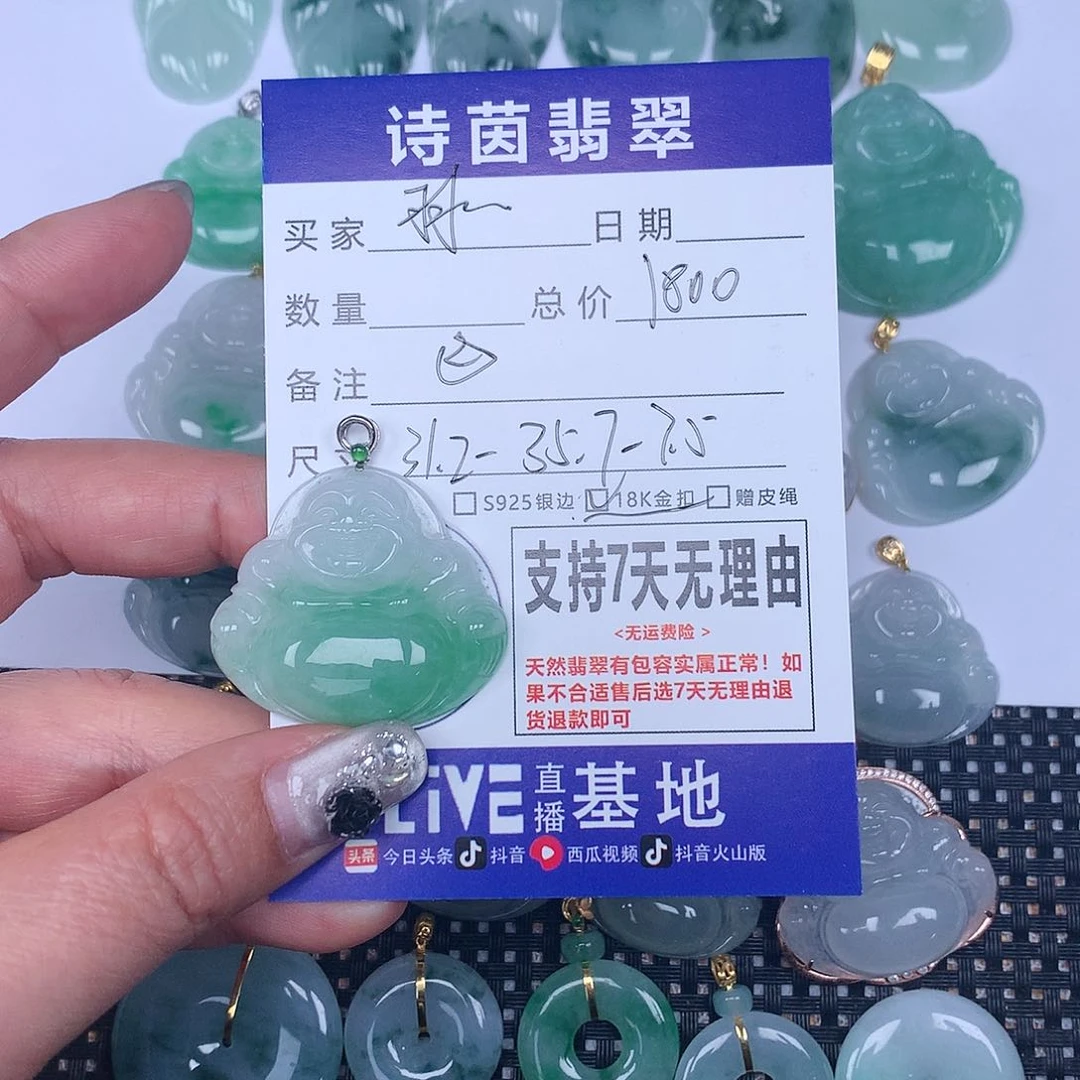 诗茵翡翠
买家 日期
数量 总价 1800
备注
尺寸 31.2-35.7-7.5
S925银边 18K金扣 赠皮绳
支持7天无理由
<无运费险>
天然翡翠有包容实属正常！如
果不合适售后选7天无理由退
货退款即可
LIVE 直播 基地
头条 今日头条 抖音 西瓜视频 抖音火山版